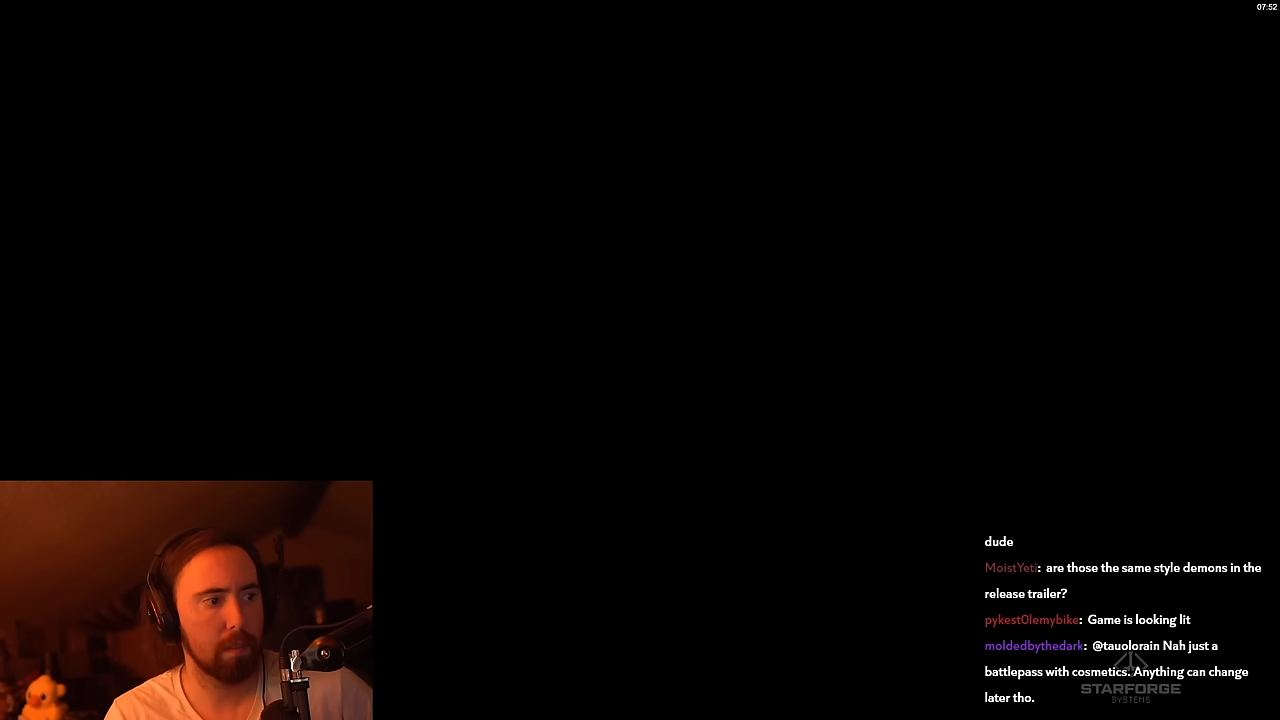 07:52
dude
MoistYeti: are those the same style demons in the
release trailer?
pykest0lemybike: Game is looking lit
moldedbythedark: @tauolorain Nah just a
battlepass with cosmetics. Anything can change
later tho.
STARFORGE
SYSTEMS